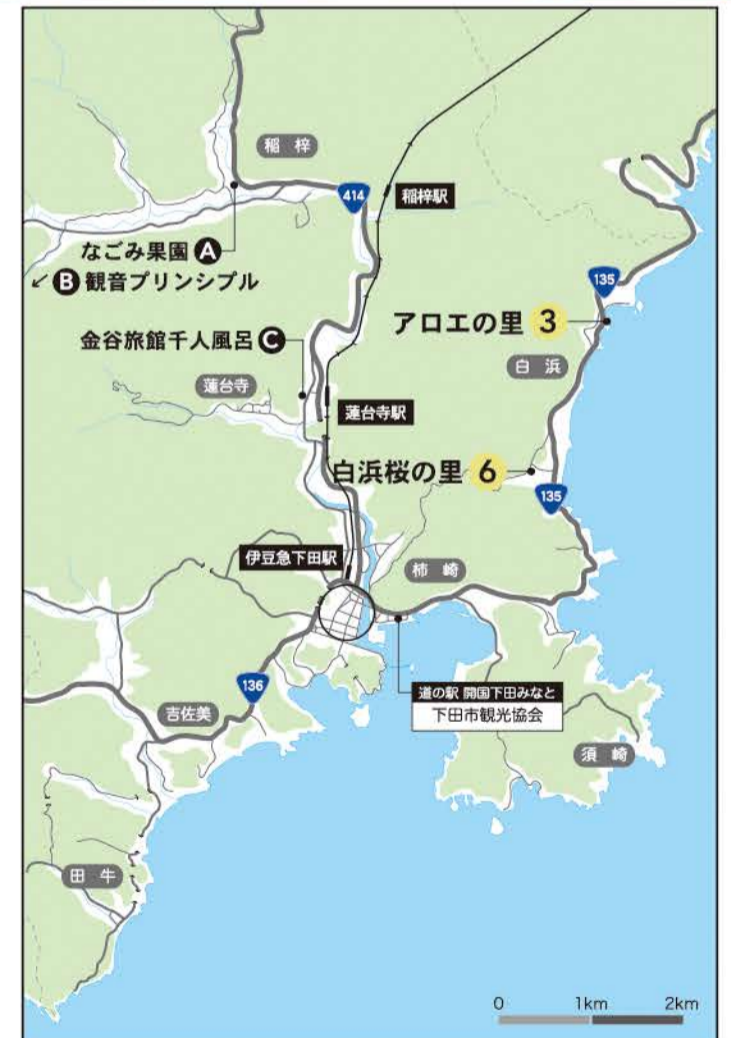 稲梓
414
稲梓駅
なごみ果園 A
↙ B 観音プリンシプル
135
アロエの里 3
金谷旅館千人風呂 C
白浜
蓮台寺
蓮台寺駅
白浜桜の里 6
135
伊豆急下田駅
柿崎
136
道の駅 開国下田みなと
下田市観光協会
吉佐美
須崎
田牛
0 1km 2km